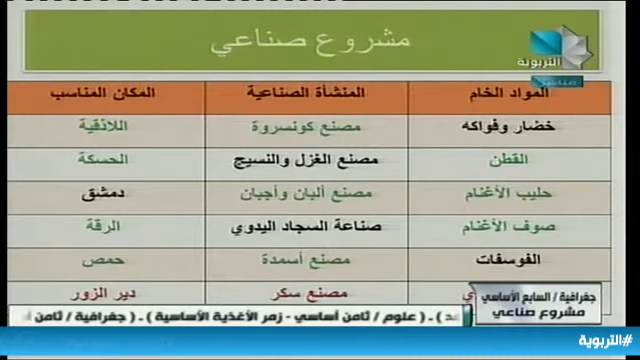 مشروع صناعي
التربوية
مباشر
المواد الخام المنشأة الصناعية المكان المناسب
خضار وفواكه مصنع كونسروة اللاذقية
القطن مصنع الغزل والنسيج الحسكة
حليب الأغنام مصنع ألبان وأجبان دمشق
صوف الأغنام صناعة السجاد اليدوي الرقة
الفوسفات مصنع أسمدة حمص
مصنع سكر دير الزور
جغرافية / السابع الأساسي
مشروع صناعي
) ـ ( علوم / ثامن أساسي - زمر الأغذية الأساسية ) ـ ( جغرافية / ثامن
#التربوية